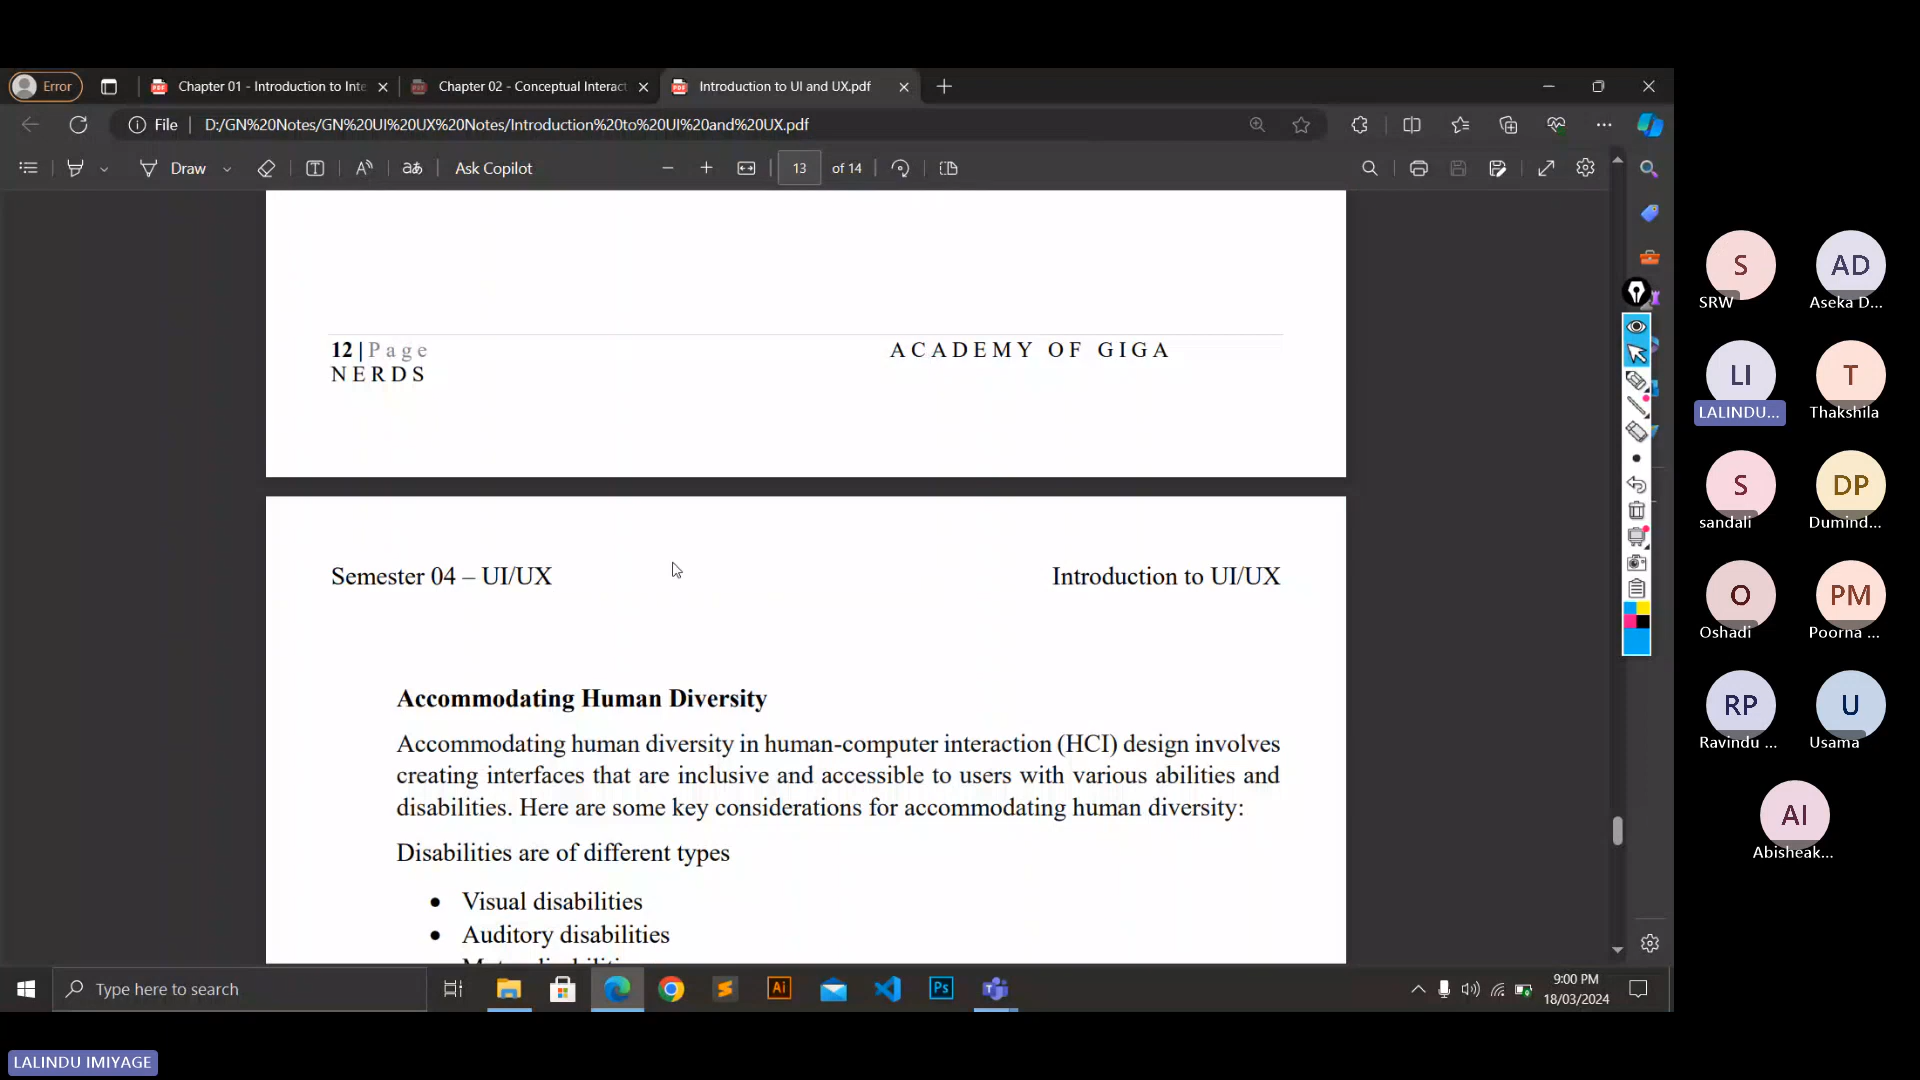 Error
Chapter 01 - Introduction to Inte
Chapter 02 - Conceptual Interact
Introduction to UI and UX.pdf
File
D:/GN%20Notes/GN%20UI%20UX%20Notes/Introduction%20to%20UI%20and%20UX.pdf
Draw
Ask Copilot
13
of 14
12 | Page
ACADEMY OF GIGA
NERDS
Semester 04 – UI/UX
Introduction to UI/UX
Accommodating Human Diversity
Accommodating human diversity in human-computer interaction (HCI) design involves
creating interfaces that are inclusive and accessible to users with various abilities and
disabilities. Here are some key considerations for accommodating human diversity:
Disabilities are of different types
• Visual disabilities
• Auditory disabilities
S
SRW
AD
Aseka D...
LI
LALINDU...
T
Thakshila
S
sandali
DP
Dumind...
O
Oshadi
PM
Poorna ...
RP
Ravindu ...
U
Usama
AI
Abisheak...
Type here to search
Ai
Ps
9:00 PM
18/03/2024
LALINDU IMIYAGE